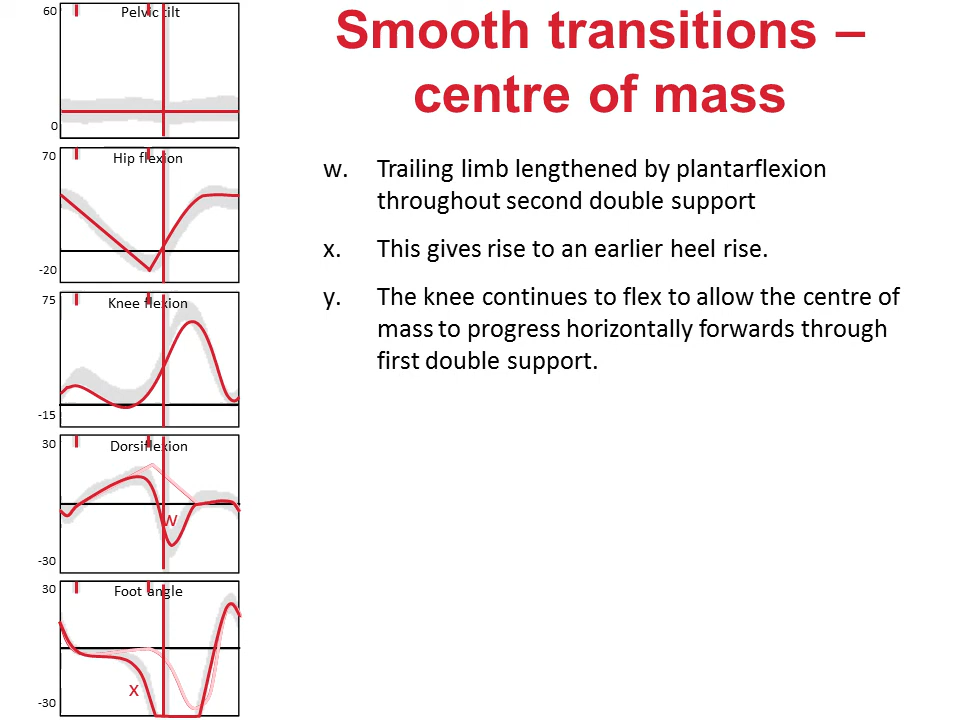 Smooth transitions –
centre of mass
60
Pelvic tilt
0
70
Hip flexion
-20
75
Knee flexion
-15
30
Dorsiflexion
w
-30
30
Foot angle
x
-30
w. Trailing limb lengthened by plantarflexion
throughout second double support
x. This gives rise to an earlier heel rise.
y. The knee continues to flex to allow the centre of
mass to progress horizontally forwards through
first double support.